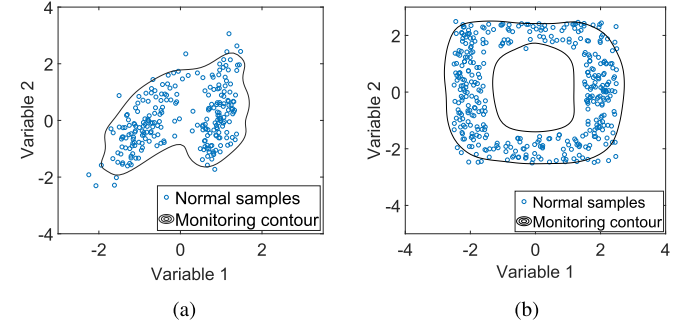 4
2
0
-2
-4
Variable 2
-2 0 2
Variable 1
Normal samples
Monitoring contour
(a)
4
2
0
-2
-4
Variable 2
-4 -2 0 2 4
Variable 1
Normal samples
Monitoring contour
(b)